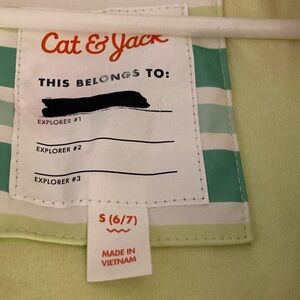 Cat & Jack
THIS BELONGS TO:
EXPLORER #1
EXPLORER #2
EXPLORER #3
S (6/7)
MADE IN
VIETNAM